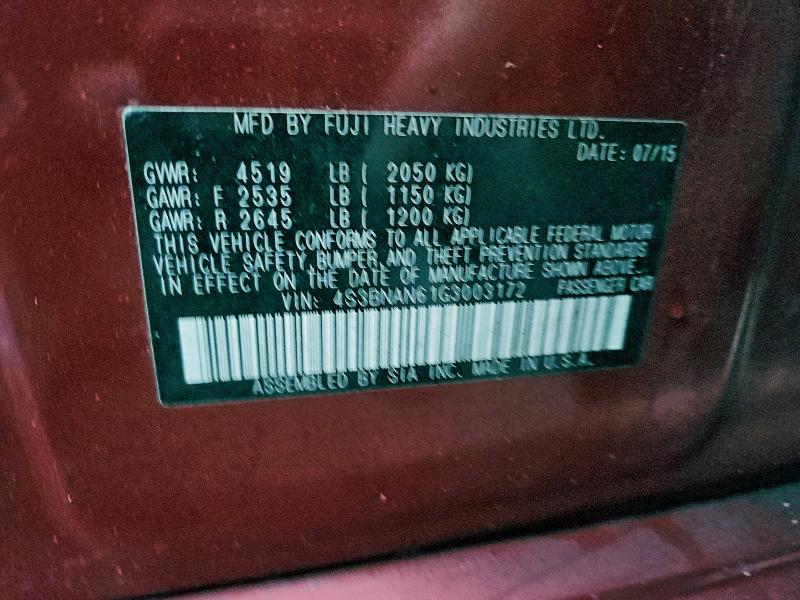 MFD BY FUJI HEAVY INDUSTRIES LTD.
DATE: 07/15
GVWR: 4519 LB ( 2050 KG)
GAWR: F 2535 LB ( 1150 KG)
GAWR: R 2645 LB ( 1200 KG)
THIS VEHICLE CONFORMS TO ALL APPLICABLE FEDERAL MOTOR
VEHICLE SAFETY, BUMPER, AND THEFT PREVENTION STANDARDS
IN EFFECT ON THE DATE OF MANUFACTURE SHOWN ABOVE.
VIN: 4S3BNAN61G3003172 PASSENGER CAR
ASSEMBLED BY SIA INC. MADE IN U.S.A.